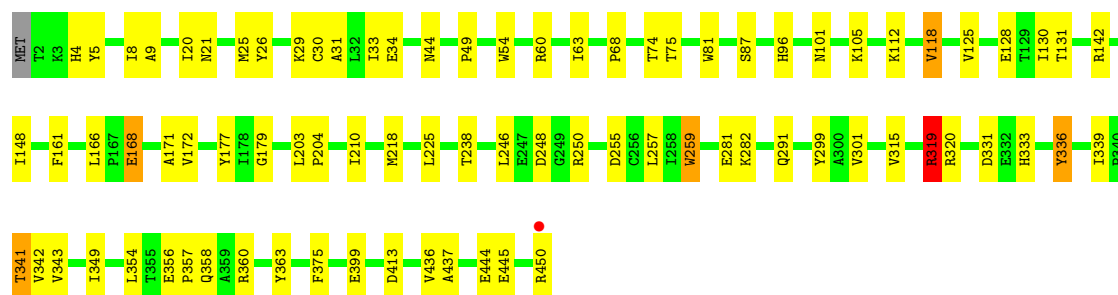 MET T2 K3 H4 Y5 I8 A9 I20 N21 M25 Y26 K29 C30 A31 L32 I33 E34 N44 P49 W54 R60 I63 P68 T74 T75 W81 S87 H96 N101 K105 K112 V118 V125 E128 T129 I130 T131 R142
I148 F161 L166 P167 E168 A171 V172 Y177 I178 G179 L203 P204 I210 M218 L225 T238 L246 E247 D248 G249 R250 D255 C256 L257 I258 W259 E281 K282 Q291 Y299 A300 V301 V315 R319 R320 D331 E332 H333 Y336 I339
T341 V342 V343 I349 L354 T355 E356 P357 Q358 A359 R360 Y363 F375 E399 D413 V436 A437 E444 E445 R450